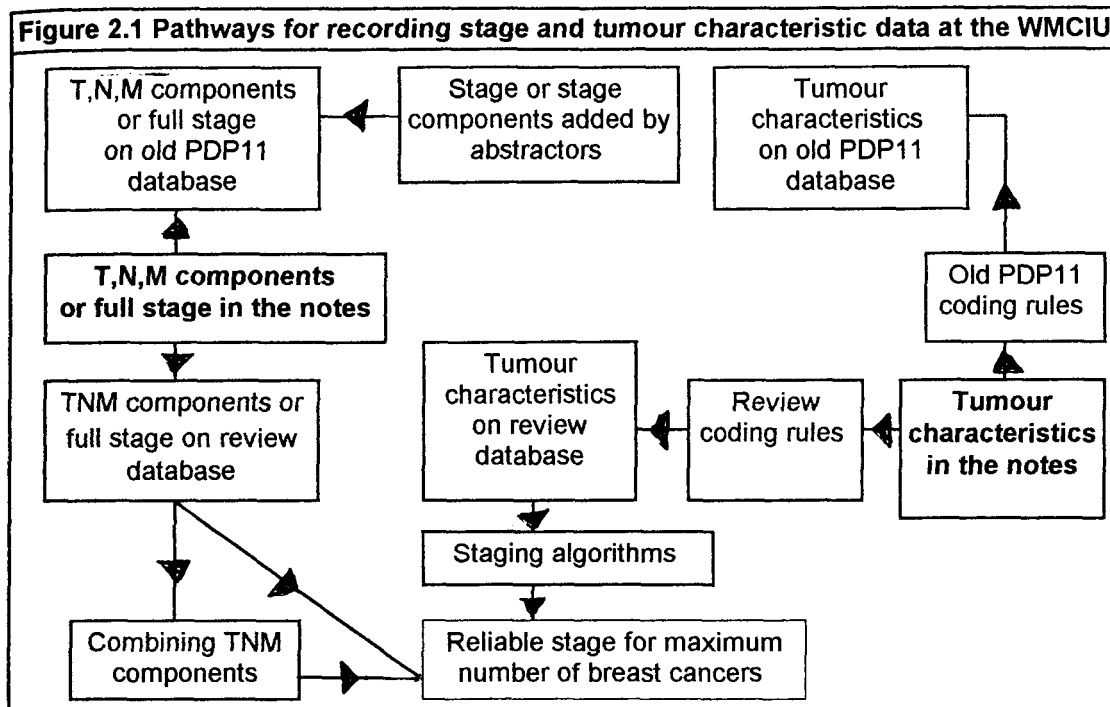 Figure 2.1 Pathways for recording stage and tumour characteristic data at the WMCIU
T,N,M components
or full stage
on old PDP11
database
Stage or stage
components added by
abstractors
Tumour
characteristics
on old PDP11
database
T,N,M components
or full stage in the notes
Old PDP11
coding rules
TNM components or
full stage on review
database
Tumour
characteristics
on review
database
Review
coding rules
Tumour
characteristics
in the notes
Staging algorithms
Combining TNM
components
Reliable stage for maximum
number of breast cancers